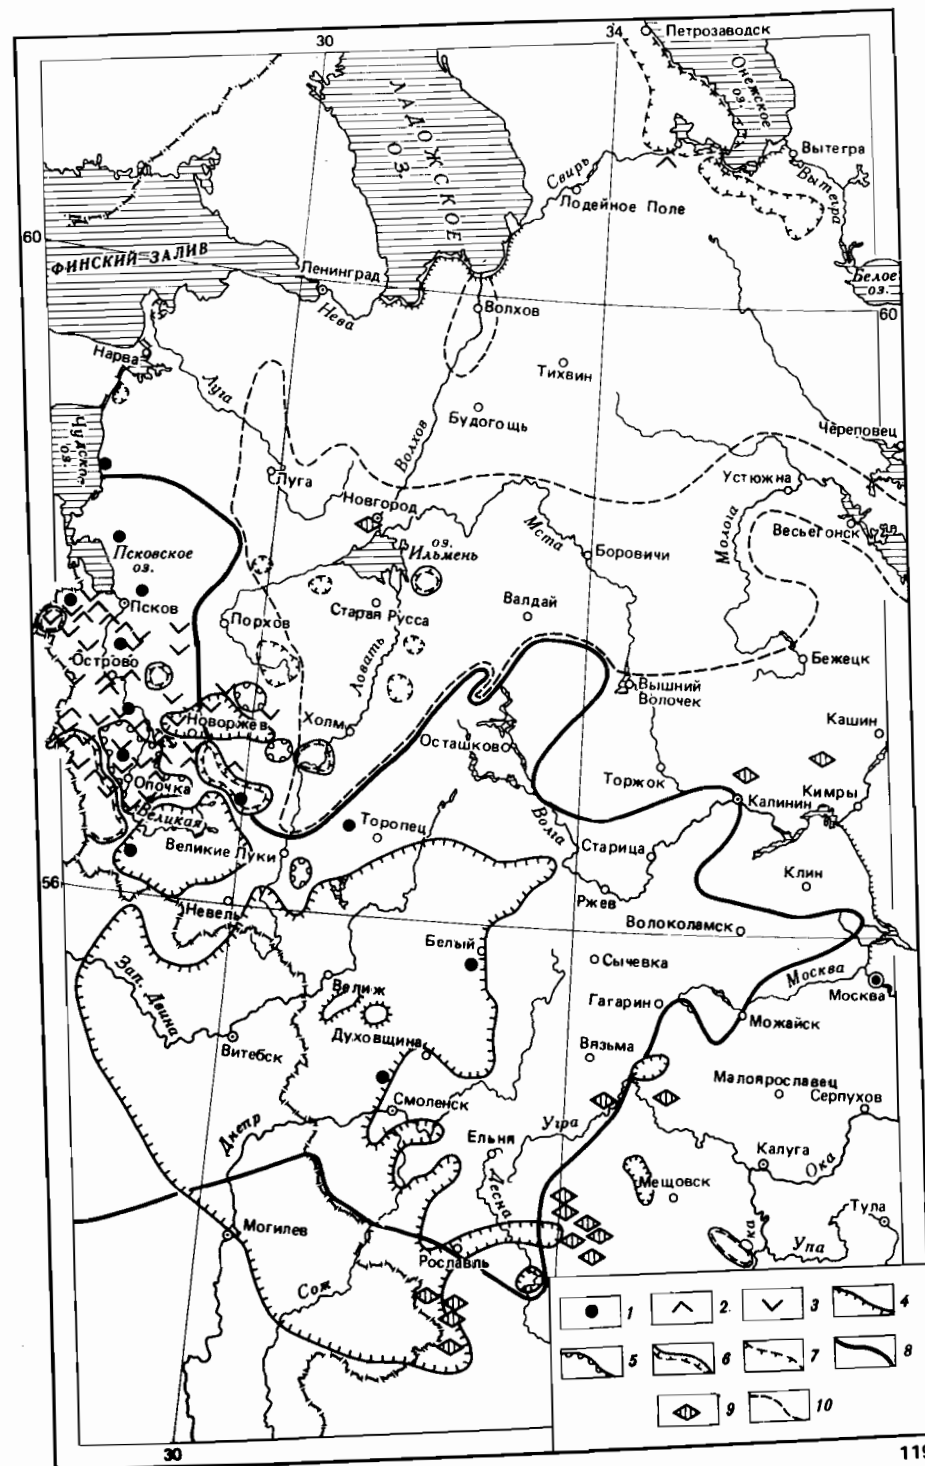 30
34
Петрозаводск
Онежское
оз.
ЛАДОЖСКОЕ
ОЗ.
Вытегра
Вытегра
Свирь
Лодейное Поле
60
ФИНСКИЙ ЗАЛИВ
Ленинград
Нева
Белое
оз.
60
Волхов
Нарва
Луга
Тихвин
Будогощь
Волхов
Чудское
оз.
Череповец
Луга
Устюжна
Новгород
Молога
Весьегонск
Мста
оз.
Ильмень
Боровичи
Псковское
оз.
Псков
Порхов
Старая Русса
Валдай
Ловать
Острово
Бежецк
Вышний
Волочек
Новоржев
Холм
Кашин
Осташково
Торжок
Кимры
Опочка
Калинин
Великая
Торопец
Волга
Старица
Великие Луки
Клин
56
Ржев
Невель
Волоколамск
Белый
Зап. Двина
Сычевка
Москва
Велиж
Москва
Гагарин
Можайск
Духовщина
Витебск
Вязьма
Малоярославец
Смоленск
Серпухов
Днепр
Угра
Ельня
Калуга
Ока
Десна
Мещовск
Тула
Могилев
Ока
Упа
Рославль
Сож
1 2 3 4
5 6 7 8
9 10
30
119